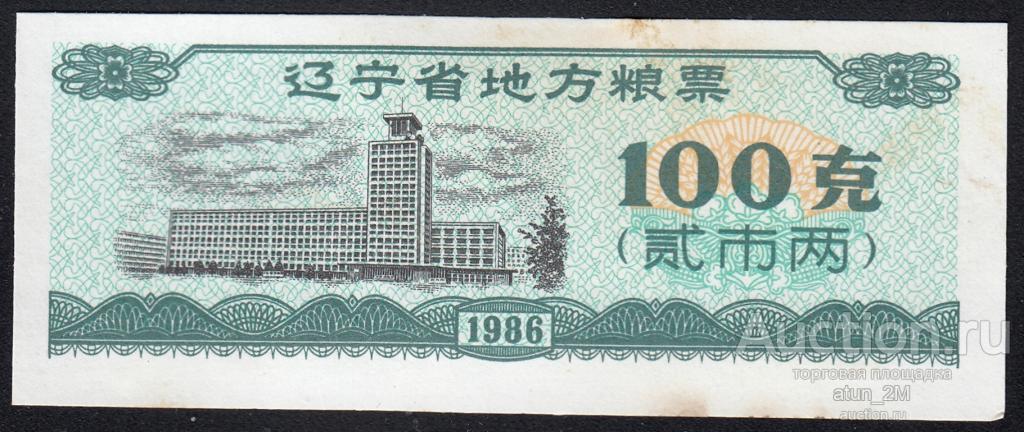 辽宁省地方粮票
100克
(贰市两)
1986
Auction.ru
торговая площадка
atun_2M
auction.ru